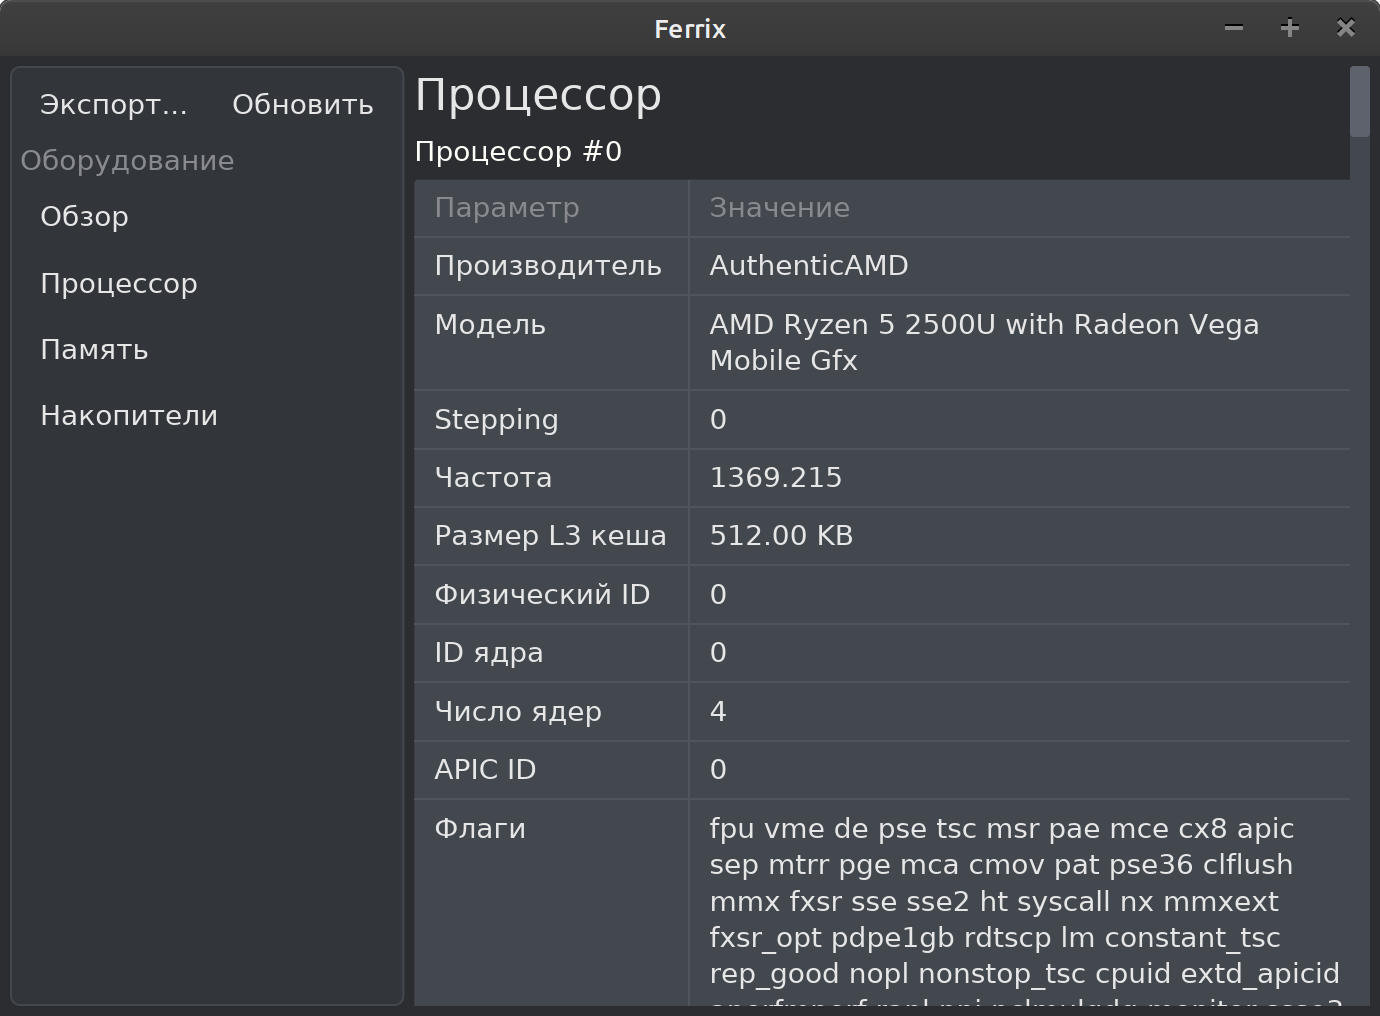 Ferrix
Экспорт... Обновить
Оборудование
Обзор
Процессор
Память
Накопители
Процессор
Процессор #0
Параметр Значение
Производитель AuthenticAMD
Модель AMD Ryzen 5 2500U with Radeon Vega
Mobile Gfx
Stepping 0
Частота 1369.215
Размер L3 кеша 512.00 KB
Физический ID 0
ID ядра 0
Число ядер 4
APIC ID 0
Флаги fpu vme de pse tsc msr pae mce cx8 apic
sep mtrr pge mca cmov pat pse36 clflush
mmx fxsr sse sse2 ht syscall nx mmxext
fxsr_opt pdpe1gb rdtscp lm constant_tsc
rep_good nopl nonstop_tsc cpuid extd_apicid